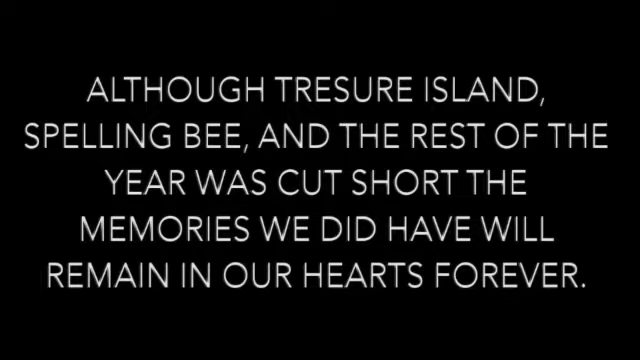 ALTHOUGH TRESURE ISLAND,
SPELLING BEE, AND THE REST OF THE
YEAR WAS CUT SHORT THE
MEMORIES WE DID HAVE WILL
REMAIN IN OUR HEARTS FOREVER.